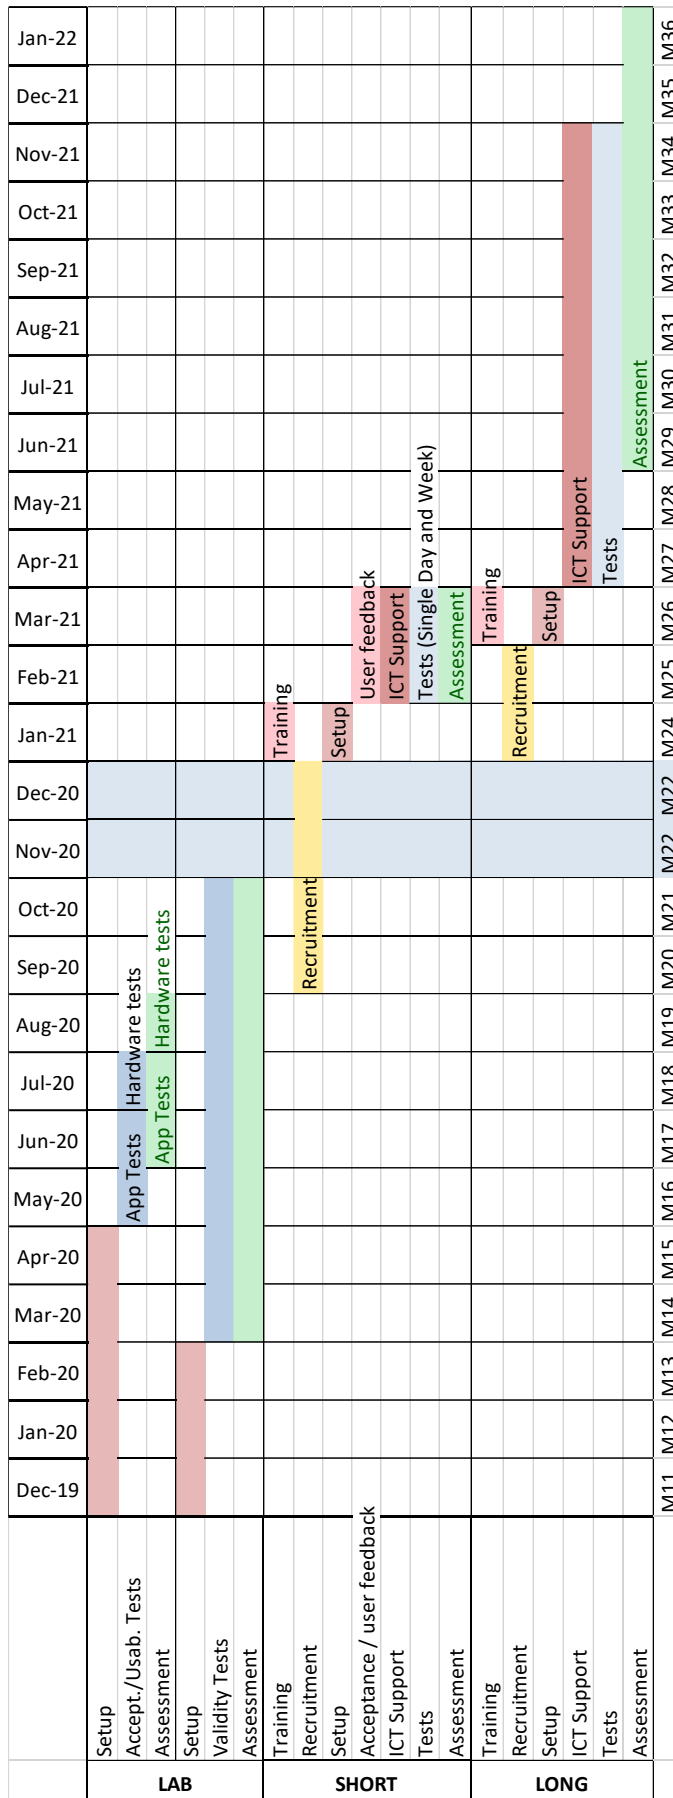 Jan-22
M36
Dec-21
M35
Nov-21
M34
Oct-21
M33
Sep-21
M32
Aug-21
M31
Jul-21
M30
Jun-21
M29
May-21
M28
Apr-21
M27
Mar-21
M26
Feb-21
M25
Jan-21
M24
Dec-20
M22
Nov-20
M22
Oct-20
M21
Sep-20
M20
Aug-20
M19
Jul-20
M18
Jun-20
M17
May-20
M16
Apr-20
M15
Mar-20
M14
Feb-20
M13
Jan-20
M12
Dec-19
M11
App Tests
Hardware tests
App Tests
Hardware tests
Training
Recruitment
Setup
User feedback
ICT Support
Tests (Single Day and Week)
Assessment
Training
Recruitment
Setup
ICT Support
Tests
Assessment
Setup
Accept./Usab. Tests
Assessment
Setup
Validity Tests
Assessment
Training
Recruitment
Setup
Acceptance / user feedback
ICT Support
Tests
Assessment
Training
Recruitment
Setup
ICT Support
Tests
Assessment
LAB
SHORT
LONG